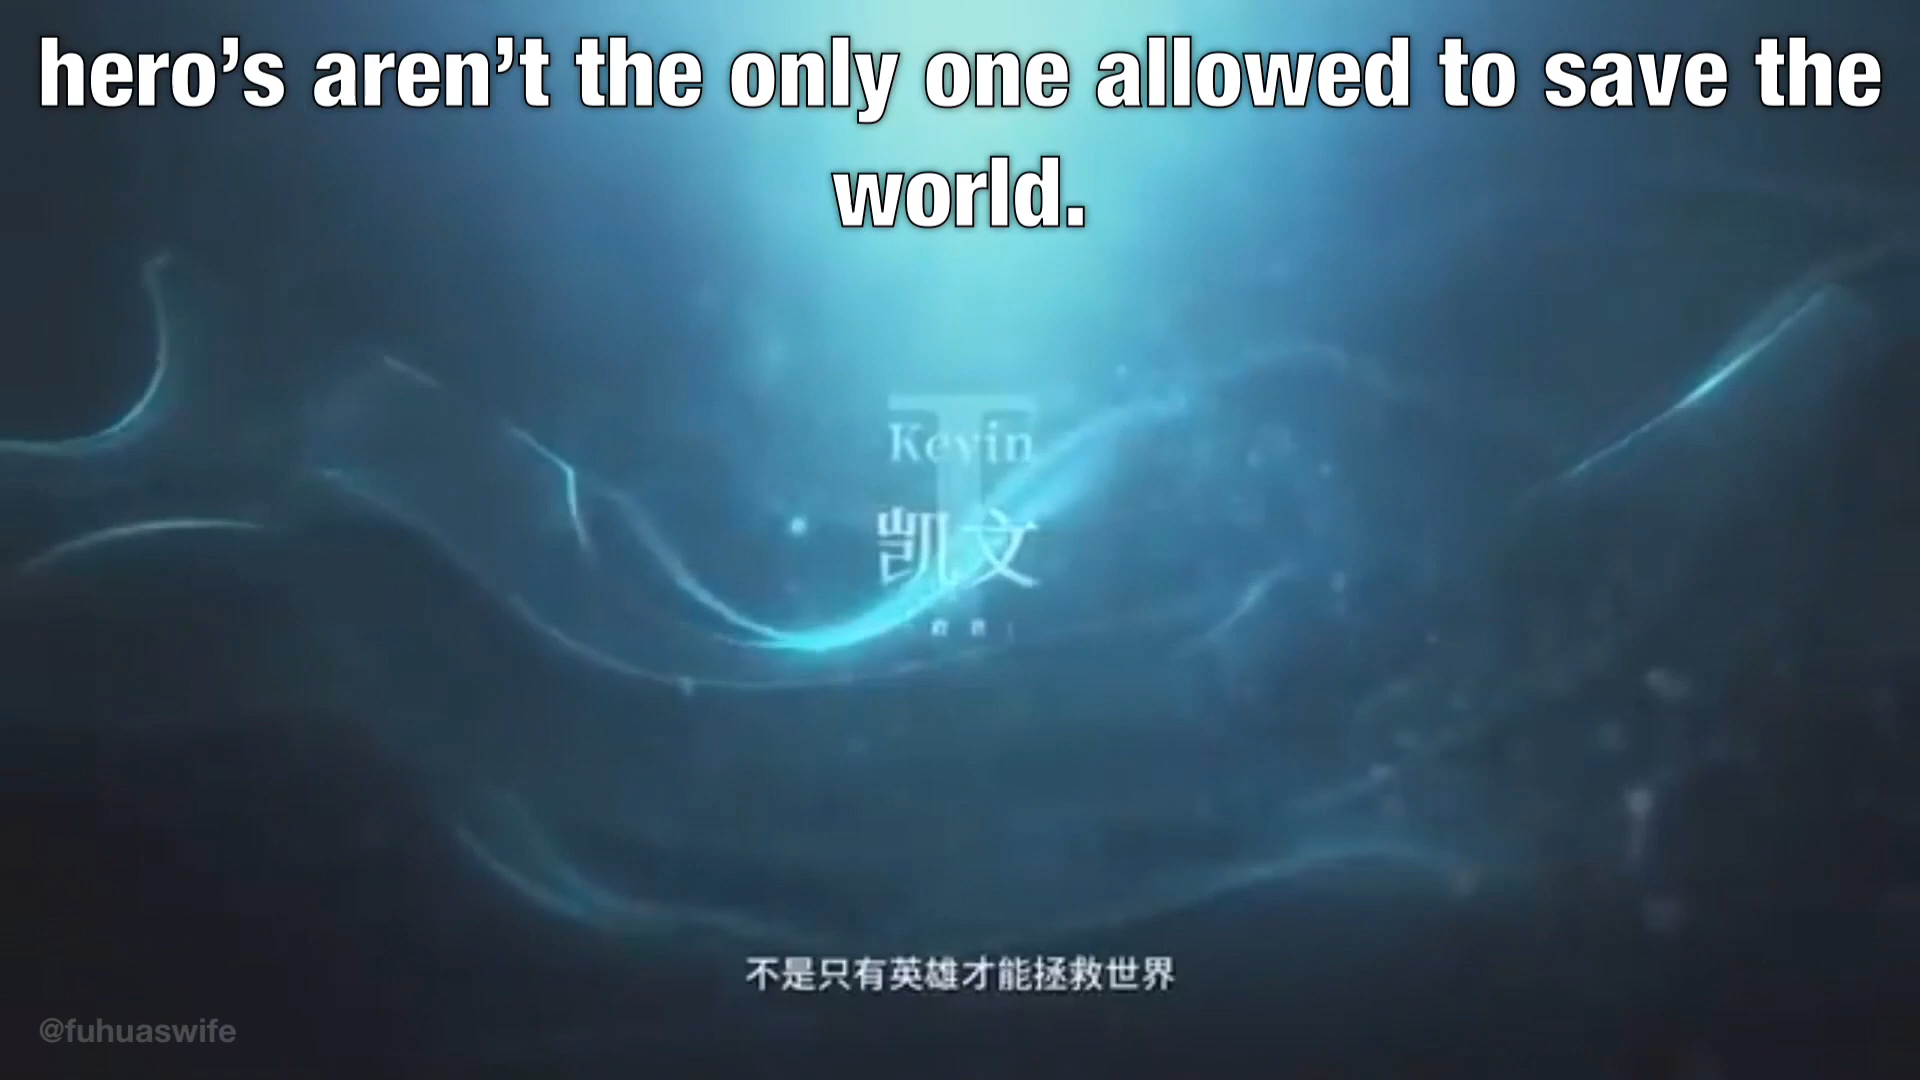 hero’s aren’t the only one allowed to save the
world.
I
Kevin
凯文
不是只有英雄才能拯救世界
@fuhuaswife